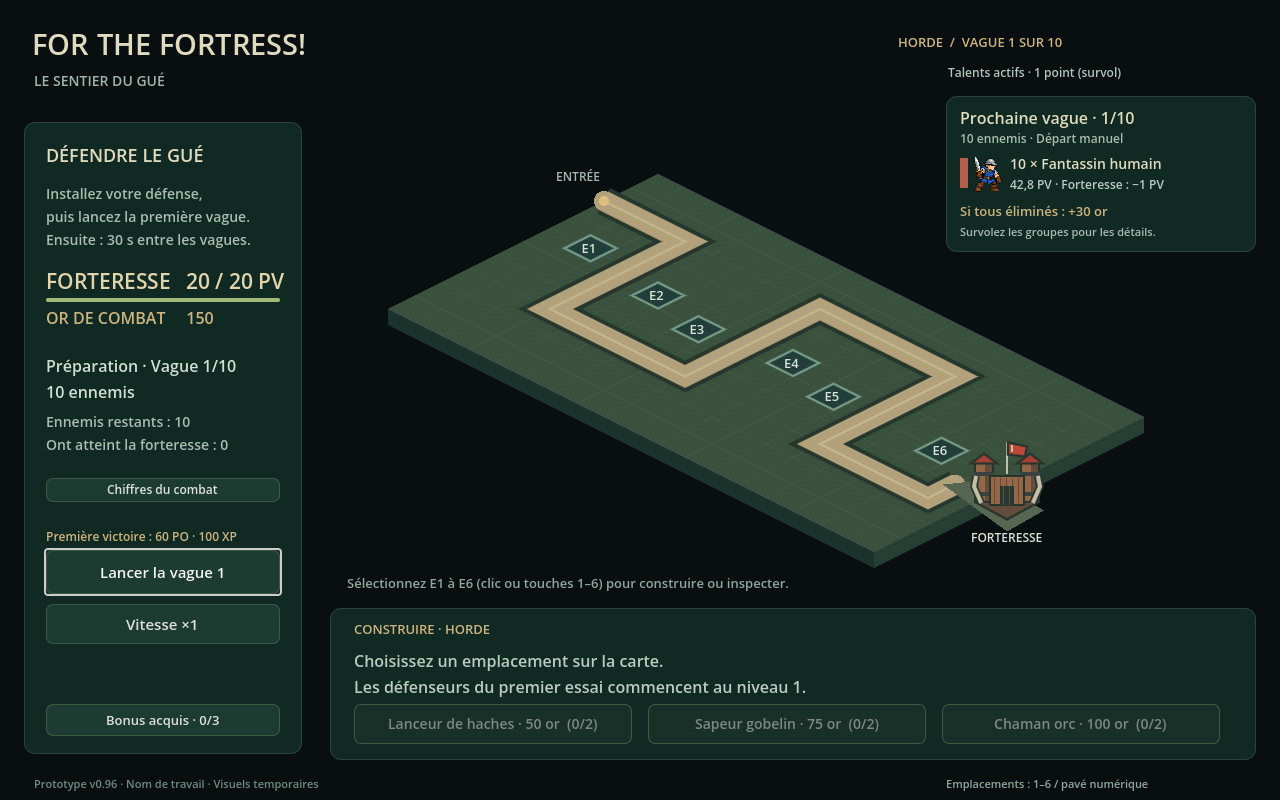 FOR THE FORTRESS!
LE SENTIER DU GUÉ
HORDE / VAGUE 1 SUR 10
Talents actifs · 1 point (survol)
Prochaine vague · 1/10
10 ennemis · Départ manuel
10 × Fantassin humain
42,8 PV · Forteresse : −1 PV
Si tous éliminés : +30 or
Survolez les groupes pour les détails.
DÉFENDRE LE GUÉ
Installez votre défense,
puis lancez la première vague.
Ensuite : 30 s entre les vagues.
FORTERESSE 20 / 20 PV
OR DE COMBAT 150
Préparation · Vague 1/10
10 ennemis
Ennemis restants : 10
Ont atteint la forteresse : 0
Chiffres du combat
Première victoire : 60 PO · 100 XP
Lancer la vague 1
Vitesse ×1
Bonus acquis · 0/3
ENTRÉE
E1
E2
E3
E4
E5
E6
FORTERESSE
Sélectionnez E1 à E6 (clic ou touches 1–6) pour construire ou inspecter.
CONSTRUIRE · HORDE
Choisissez un emplacement sur la carte.
Les défenseurs du premier essai commencent au niveau 1.
Lanceur de haches · 50 or (0/2)
Sapeur gobelin · 75 or (0/2)
Chaman orc · 100 or (0/2)
Prototype v0.96 · Nom de travail · Visuels temporaires
Emplacements : 1–6 / pavé numérique